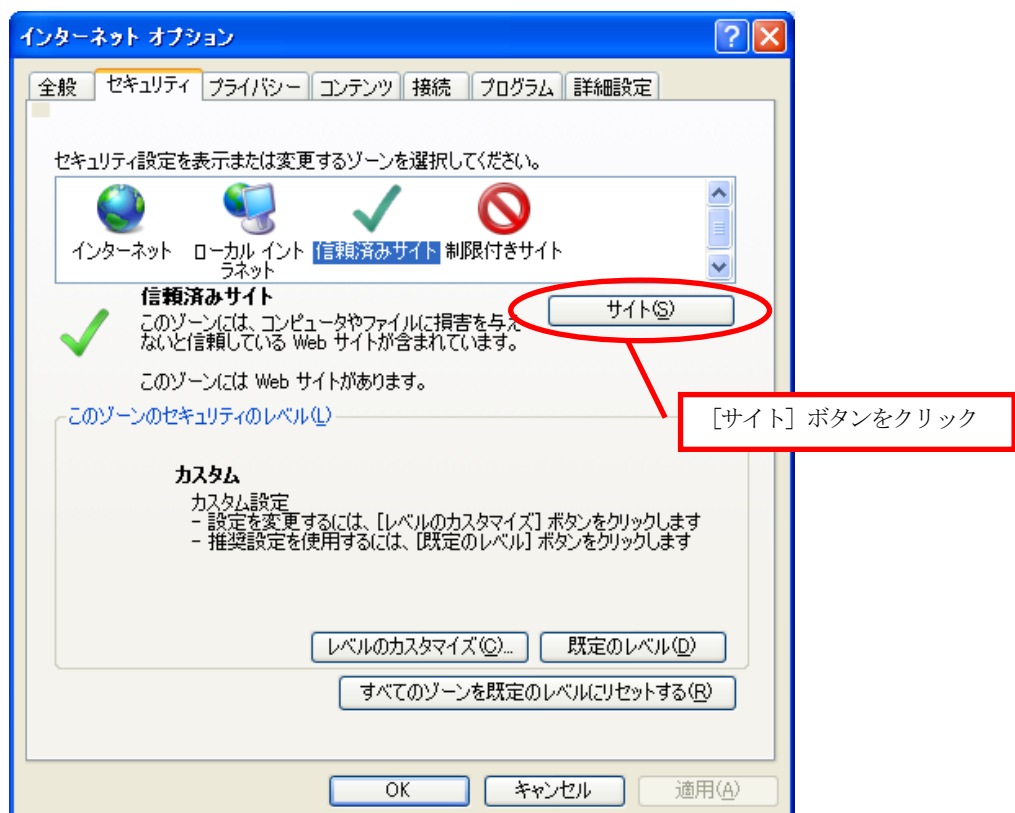 インターネット オプション
全般 セキュリティ プライバシー コンテンツ 接続 プログラム 詳細設定
セキュリティ設定を表示または変更するゾーンを選択してください。
インターネット
ローカル イント
ラネット
信頼済みサイト
制限付きサイト
信頼済みサイト
サイト(S)
このゾーンには、コンピュータやファイルに損害を与え
ないと信頼している Web サイトが含まれています。
このゾーンには Web サイトがあります。
[サイト] ボタンをクリック
このゾーンのセキュリティのレベル(L)
カスタム
カスタム設定
- 設定を変更するには、[レベルのカスタマイズ] ボタンをクリックします
- 推奨設定を使用するには、[既定のレベル] ボタンをクリックします
レベルのカスタマイズ(C)... 既定のレベル(D)
すべてのゾーンを既定のレベルにリセットする(R)
OK キャンセル 適用(A)